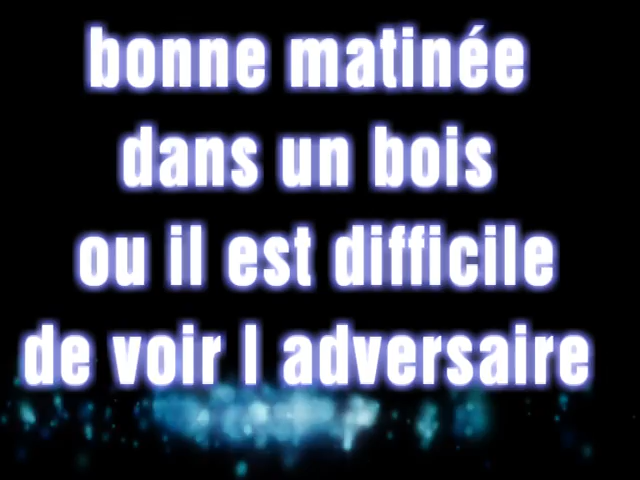 bonne matinée
dans un bois
ou il est difficile
de voir l adversaire